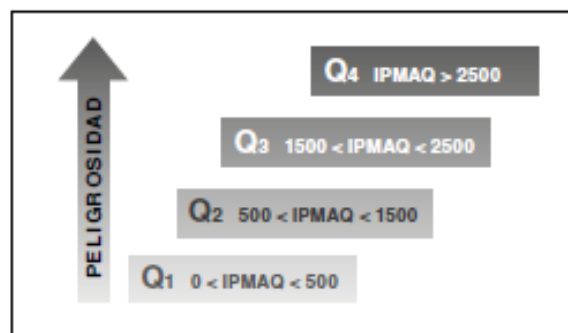 PELIGROSIDAD
Q4 IPMAQ > 2500
Q3 1500 < IPMAQ < 2500
Q2 500 < IPMAQ < 1500
Q1 0 < IPMAQ < 500